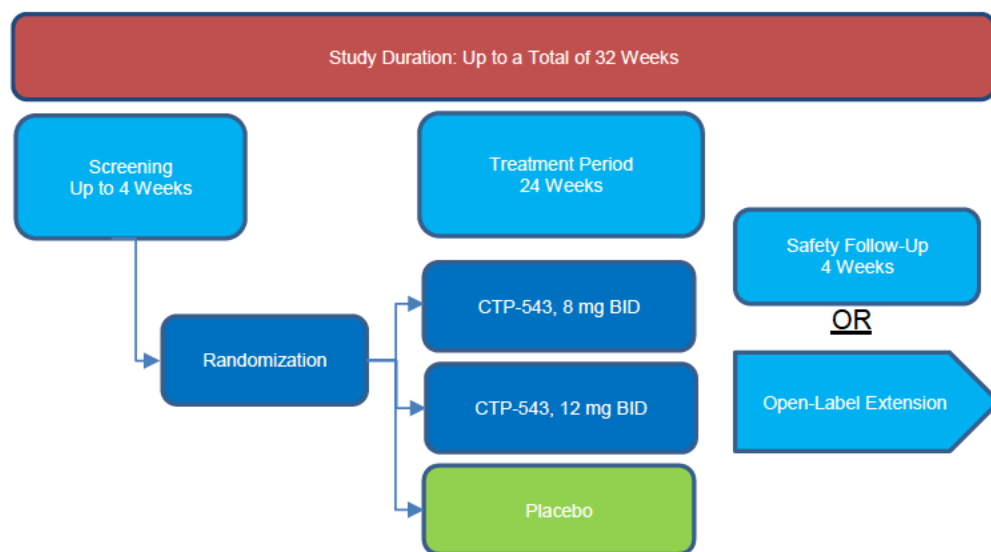 Study Duration: Up to a Total of 32 Weeks
Screening
Up to 4 Weeks
Treatment Period
24 Weeks
Safety Follow-Up
4 Weeks
OR
Open-Label Extension
Randomization
CTP-543, 8 mg BID
CTP-543, 12 mg BID
Placebo